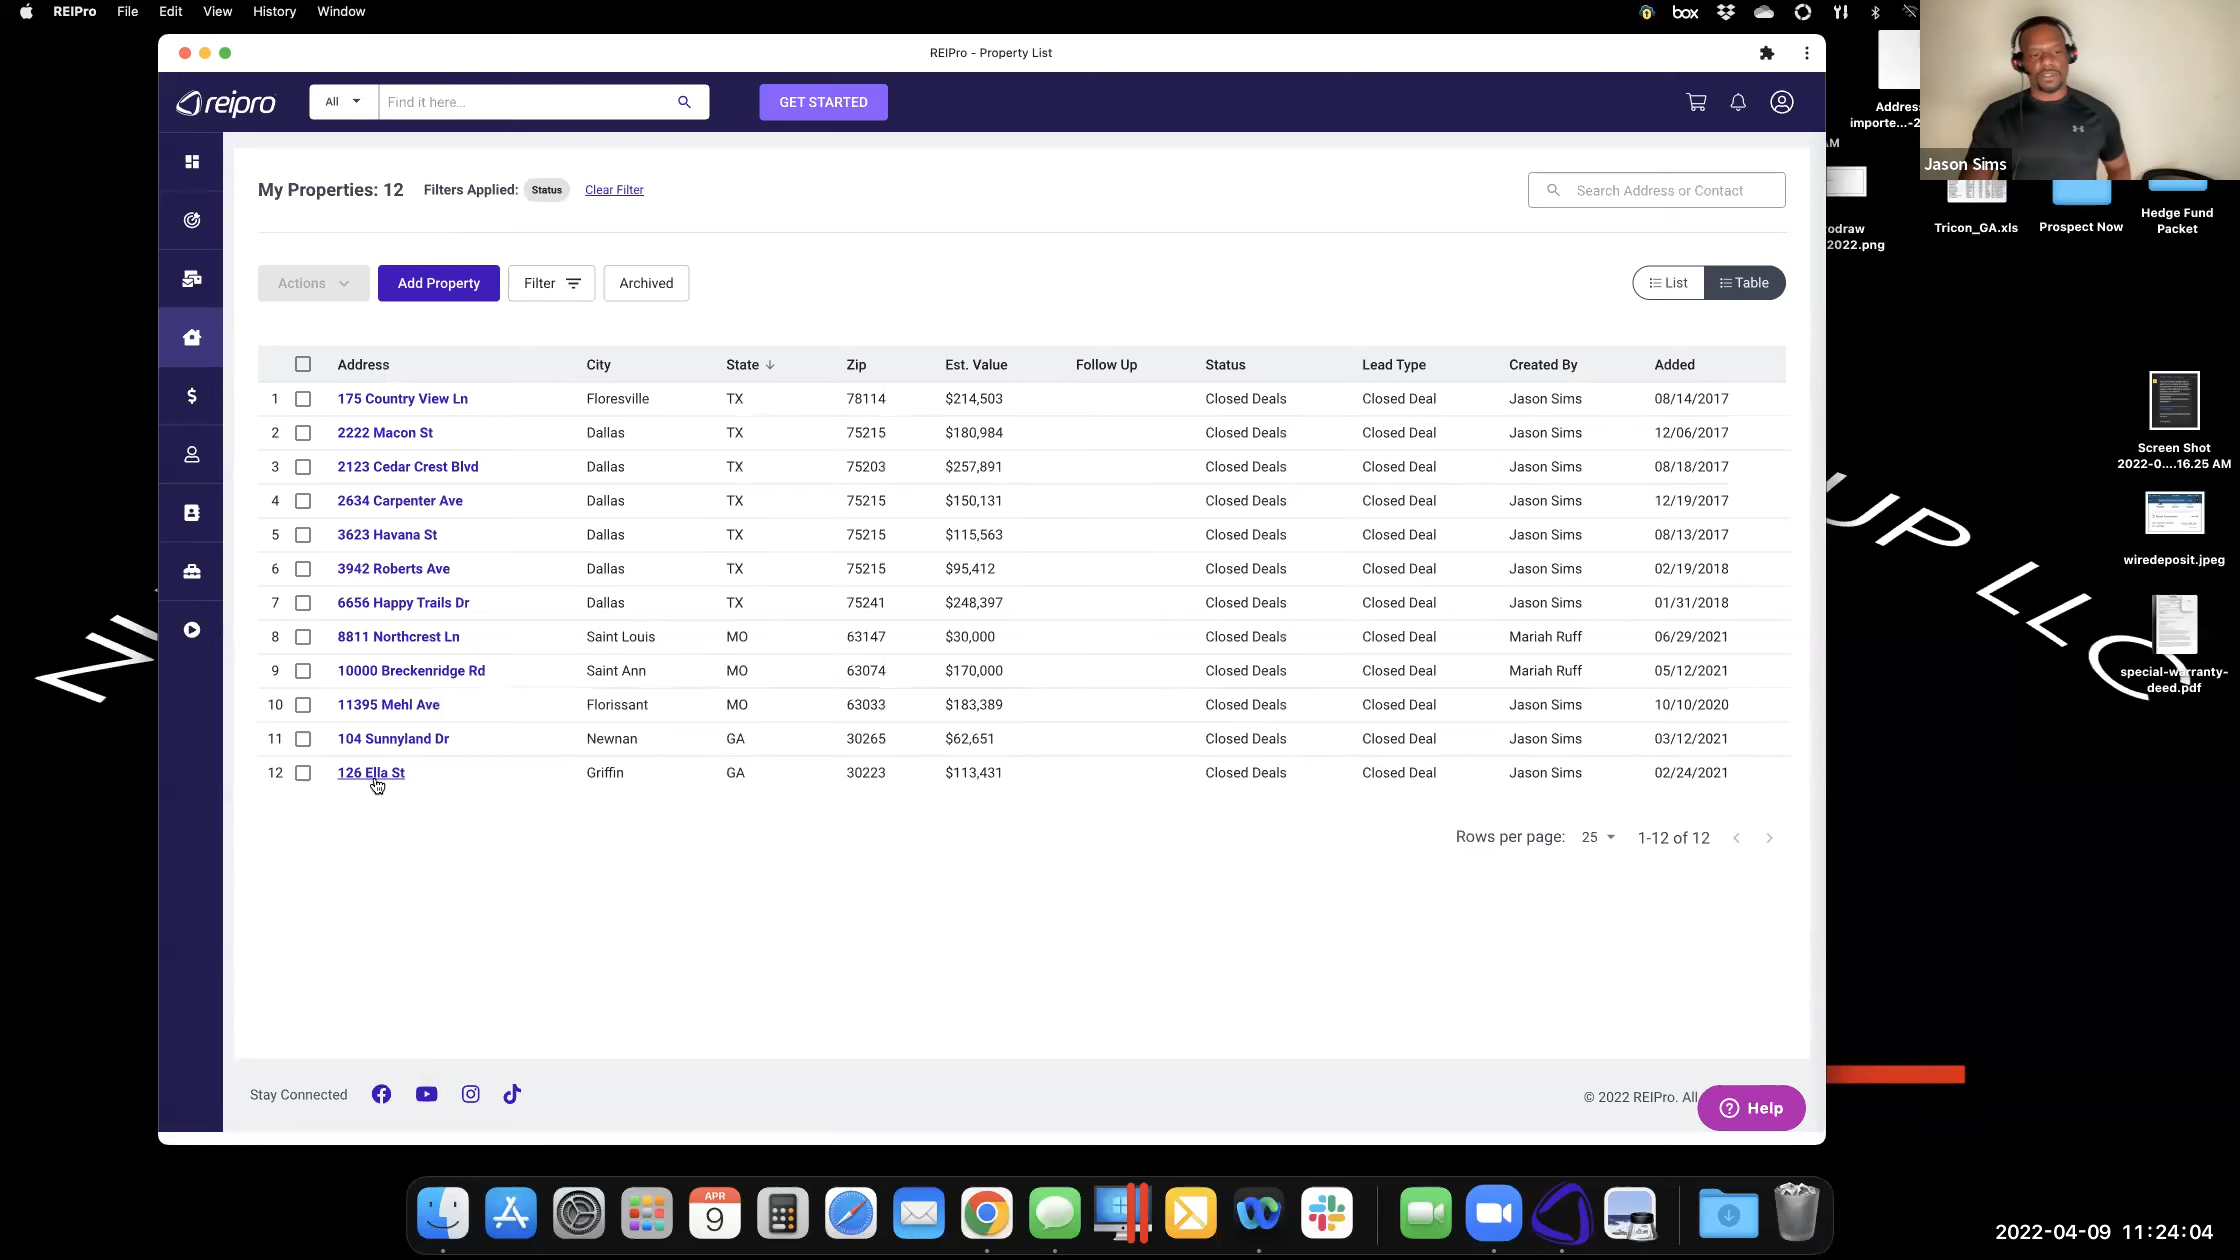 REIPro File Edit View History Window
box
REIPro - Property List
reipro
All
Find it here...
GET STARTED
Jason Sims
My Properties: 12 Filters Applied: Status Clear Filter
Search Address or Contact
Actions Add Property Filter Archived
List Table
Address City State Zip Est. Value Follow Up Status Lead Type Created By Added
1 175 Country View Ln Floresville TX 78114 $214,503 Closed Deals Closed Deal Jason Sims 08/14/2017
2 2222 Macon St Dallas TX 75215 $180,984 Closed Deals Closed Deal Jason Sims 12/06/2017
3 2123 Cedar Crest Blvd Dallas TX 75203 $257,891 Closed Deals Closed Deal Jason Sims 08/18/2017
4 2634 Carpenter Ave Dallas TX 75215 $150,131 Closed Deals Closed Deal Jason Sims 12/19/2017
5 3623 Havana St Dallas TX 75215 $115,563 Closed Deals Closed Deal Jason Sims 08/13/2017
6 3942 Roberts Ave Dallas TX 75215 $95,412 Closed Deals Closed Deal Jason Sims 02/19/2018
7 6656 Happy Trails Dr Dallas TX 75241 $248,397 Closed Deals Closed Deal Jason Sims 01/31/2018
8 8811 Northcrest Ln Saint Louis MO 63147 $30,000 Closed Deals Closed Deal Mariah Ruff 06/29/2021
9 10000 Breckenridge Rd Saint Ann MO 63074 $170,000 Closed Deals Closed Deal Mariah Ruff 05/12/2021
10 11395 Mehl Ave Florissant MO 63033 $183,389 Closed Deals Closed Deal Jason Sims 10/10/2020
11 104 Sunnyland Dr Newnan GA 30265 $62,651 Closed Deals Closed Deal Jason Sims 03/12/2021
12 126 Ella St Griffin GA 30223 $113,431 Closed Deals Closed Deal Jason Sims 02/24/2021
Rows per page: 25 1-12 of 12
Stay Connected
© 2022 REIPro. All
Help
Address
importe...-2
AM
odraw
2022.png
Tricon_GA.xls
Prospect Now
Hedge Fund
Packet
Screen Shot
2022-0....16.25 AM
wiredeposit.jpeg
special-warranty-
deed.pdf
UP LLC
APR
9
2022-04-09 11:24:04